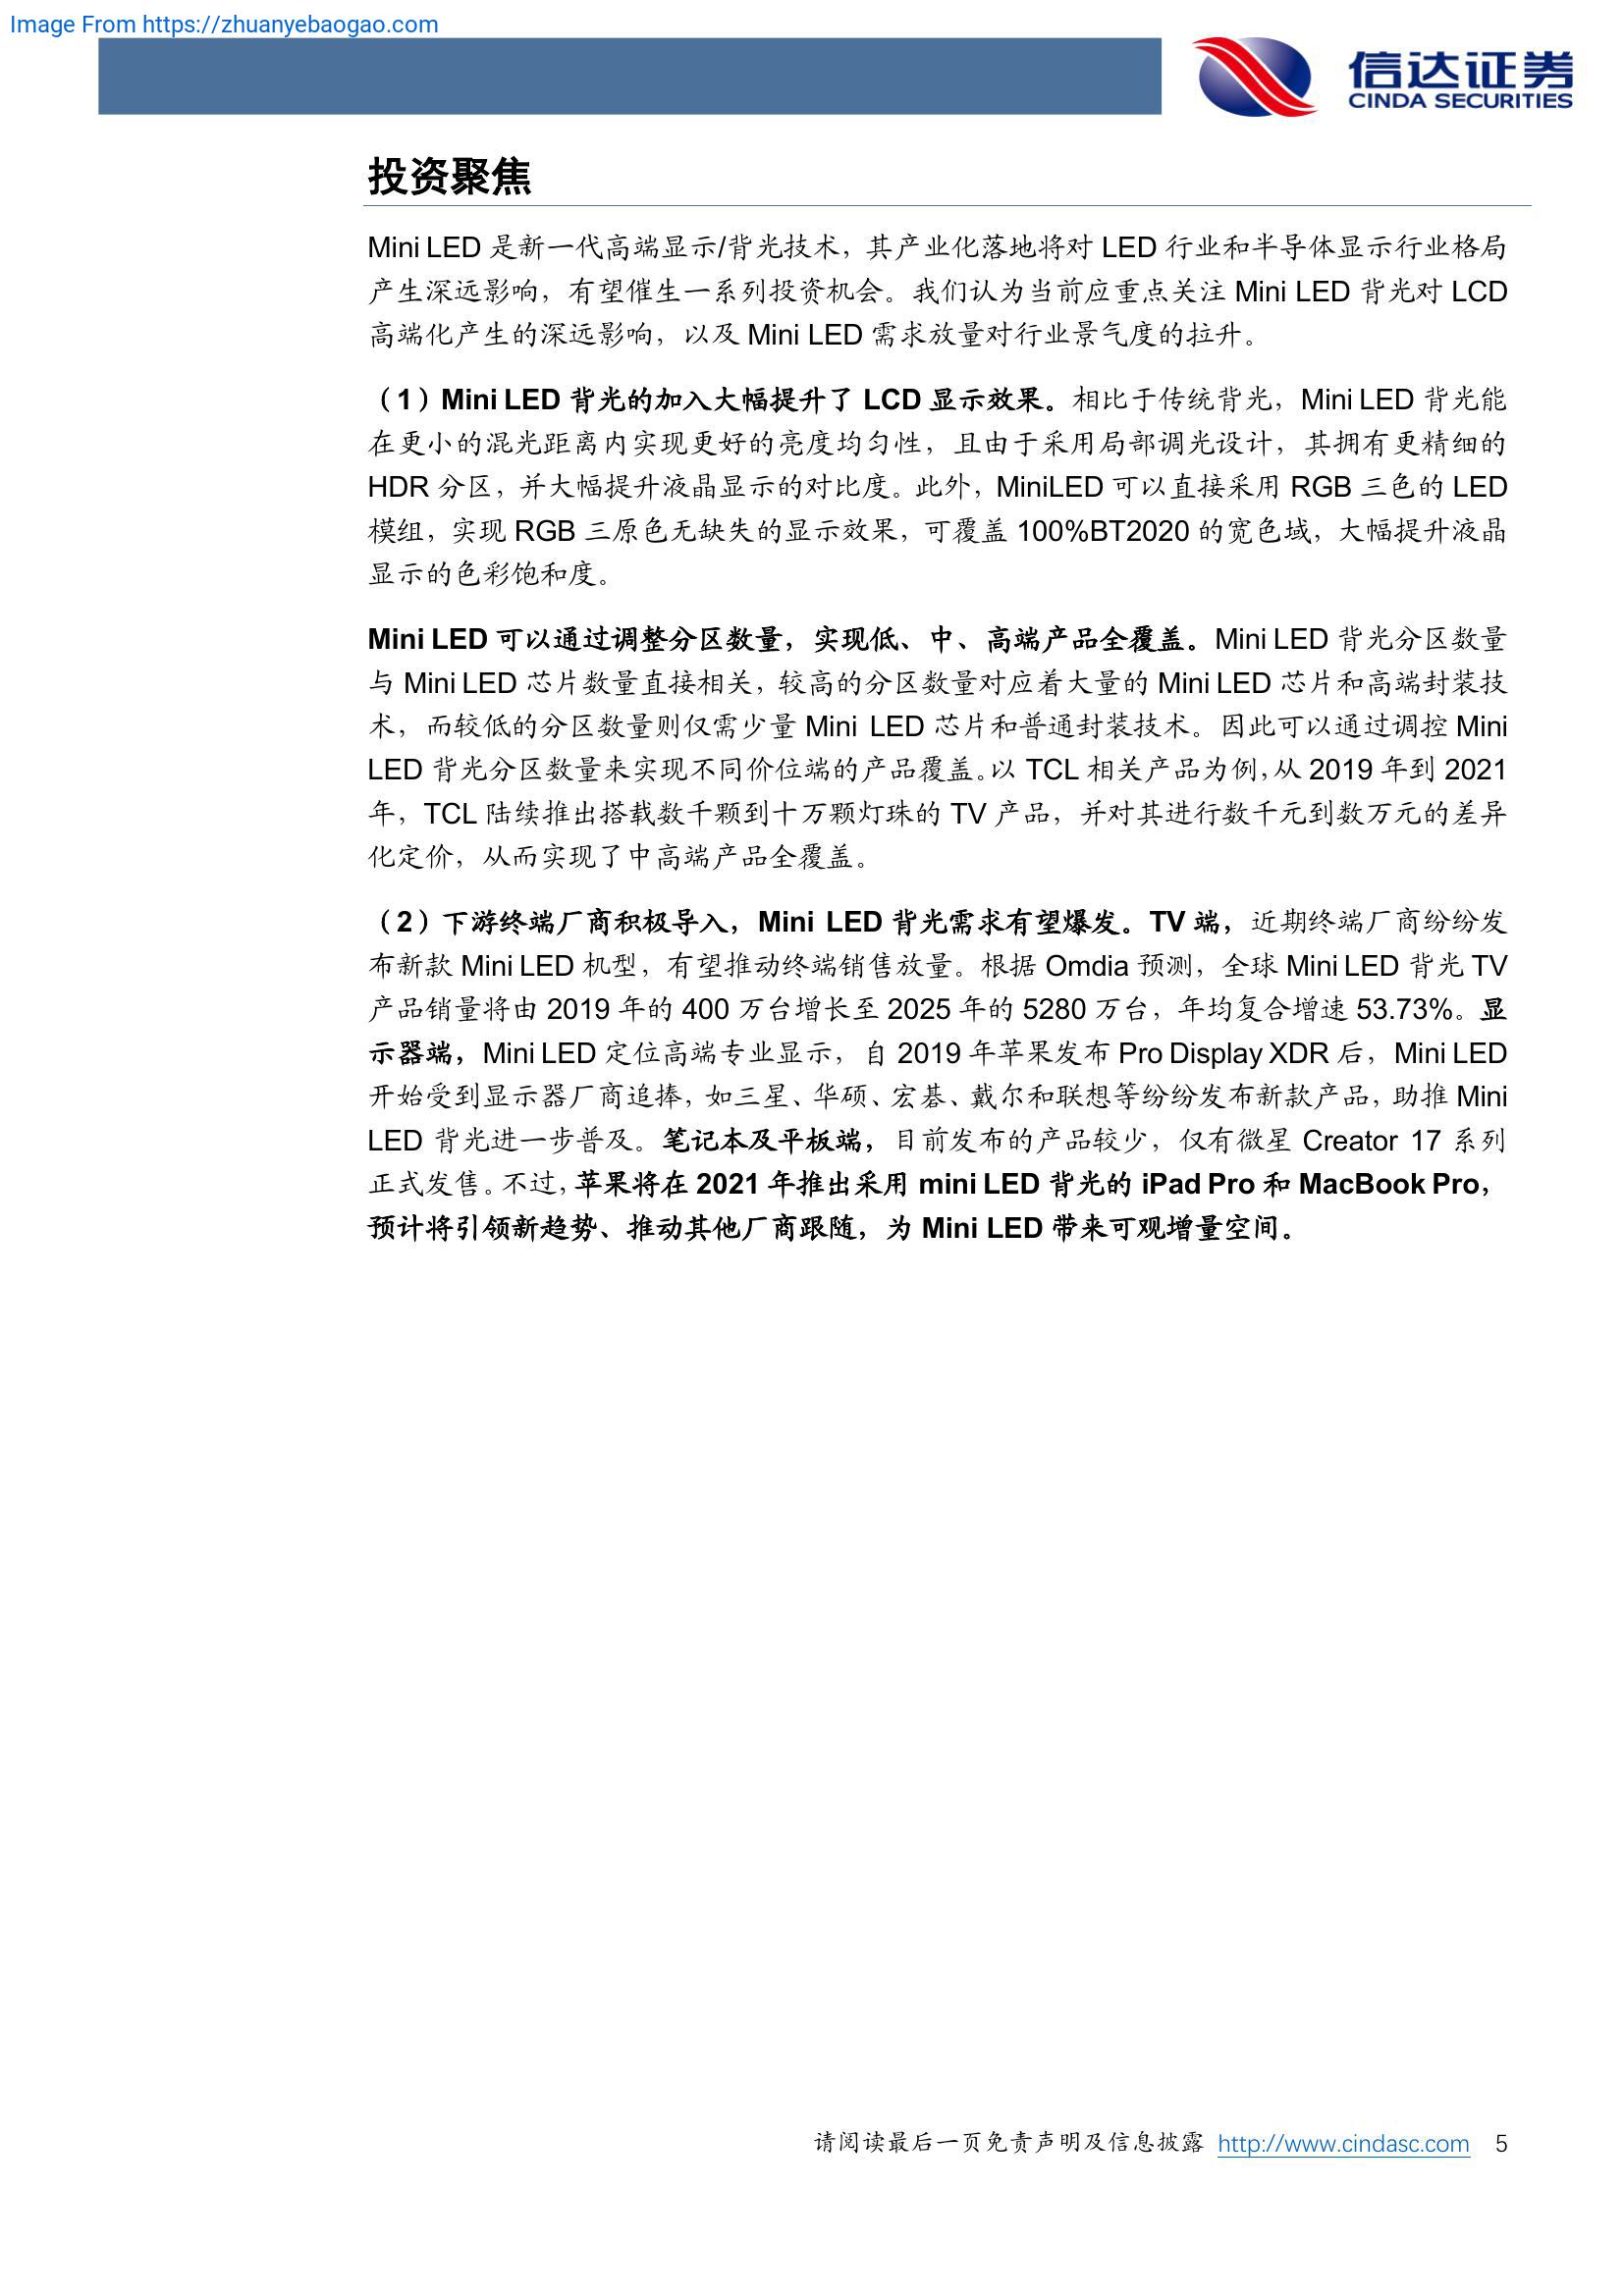 Image From https://zhuanyebaogao.com
信达证券
CINDA SECURITIES
投资聚焦
Mini LED 是新一代高端显示/背光技术，其产业化落地将对 LED 行业和半导体显示行业格局
产生深远影响，有望催生一系列投资机会。我们认为当前应重点关注 Mini LED 背光对 LCD
高端化产生的深远影响，以及 Mini LED 需求放量对行业景气度的拉升。
（1）Mini LED 背光的加入大幅提升了 LCD 显示效果。相比于传统背光，Mini LED 背光能
在更小的混光距离内实现更好的亮度均匀性，且由于采用局部调光设计，其拥有更精细的
HDR 分区，并大幅提升液晶显示的对比度。此外，MiniLED 可以直接采用 RGB 三色的 LED
模组，实现 RGB 三原色无缺失的显示效果，可覆盖 100%BT2020 的宽色域，大幅提升液晶
显示的色彩饱和度。
Mini LED 可以通过调整分区数量，实现低、中、高端产品全覆盖。Mini LED 背光分区数量
与 Mini LED 芯片数量直接相关，较高的分区数量对应着大量的 Mini LED 芯片和高端封装技
术，而较低的分区数量则仅需少量 Mini LED 芯片和普通封装技术。因此可以通过调控 Mini
LED 背光分区数量来实现不同价位端的产品覆盖。以 TCL 相关产品为例，从 2019 年到 2021
年，TCL 陆续推出搭载数千颗到十万颗灯珠的 TV 产品，并对其进行数千元到数万元的差异
化定价，从而实现了中高端产品全覆盖。
（2）下游终端厂商积极导入，Mini LED 背光需求有望爆发。TV 端，近期终端厂商纷纷发
布新款 Mini LED 机型，有望推动终端销售放量。根据 Omdia 预测，全球 Mini LED 背光 TV
产品销量将由 2019 年的 400 万台增长至 2025 年的 5280 万台，年均复合增速 53.73%。显
示器端，Mini LED 定位高端专业显示，自 2019 年苹果发布 Pro Display XDR 后，Mini LED
开始受到显示器厂商追捧，如三星、华硕、宏碁、戴尔和联想等纷纷发布新款产品，助推 Mini
LED 背光进一步普及。笔记本及平板端，目前发布的产品较少，仅有微星 Creator 17 系列
正式发售。不过，苹果将在 2021 年推出采用 mini LED 背光的 iPad Pro 和 MacBook Pro，
预计将引领新趋势、推动其他厂商跟随，为 Mini LED 带来可观增量空间。
请阅读最后一页免责声明及信息披露 http://www.cindasc.com 5